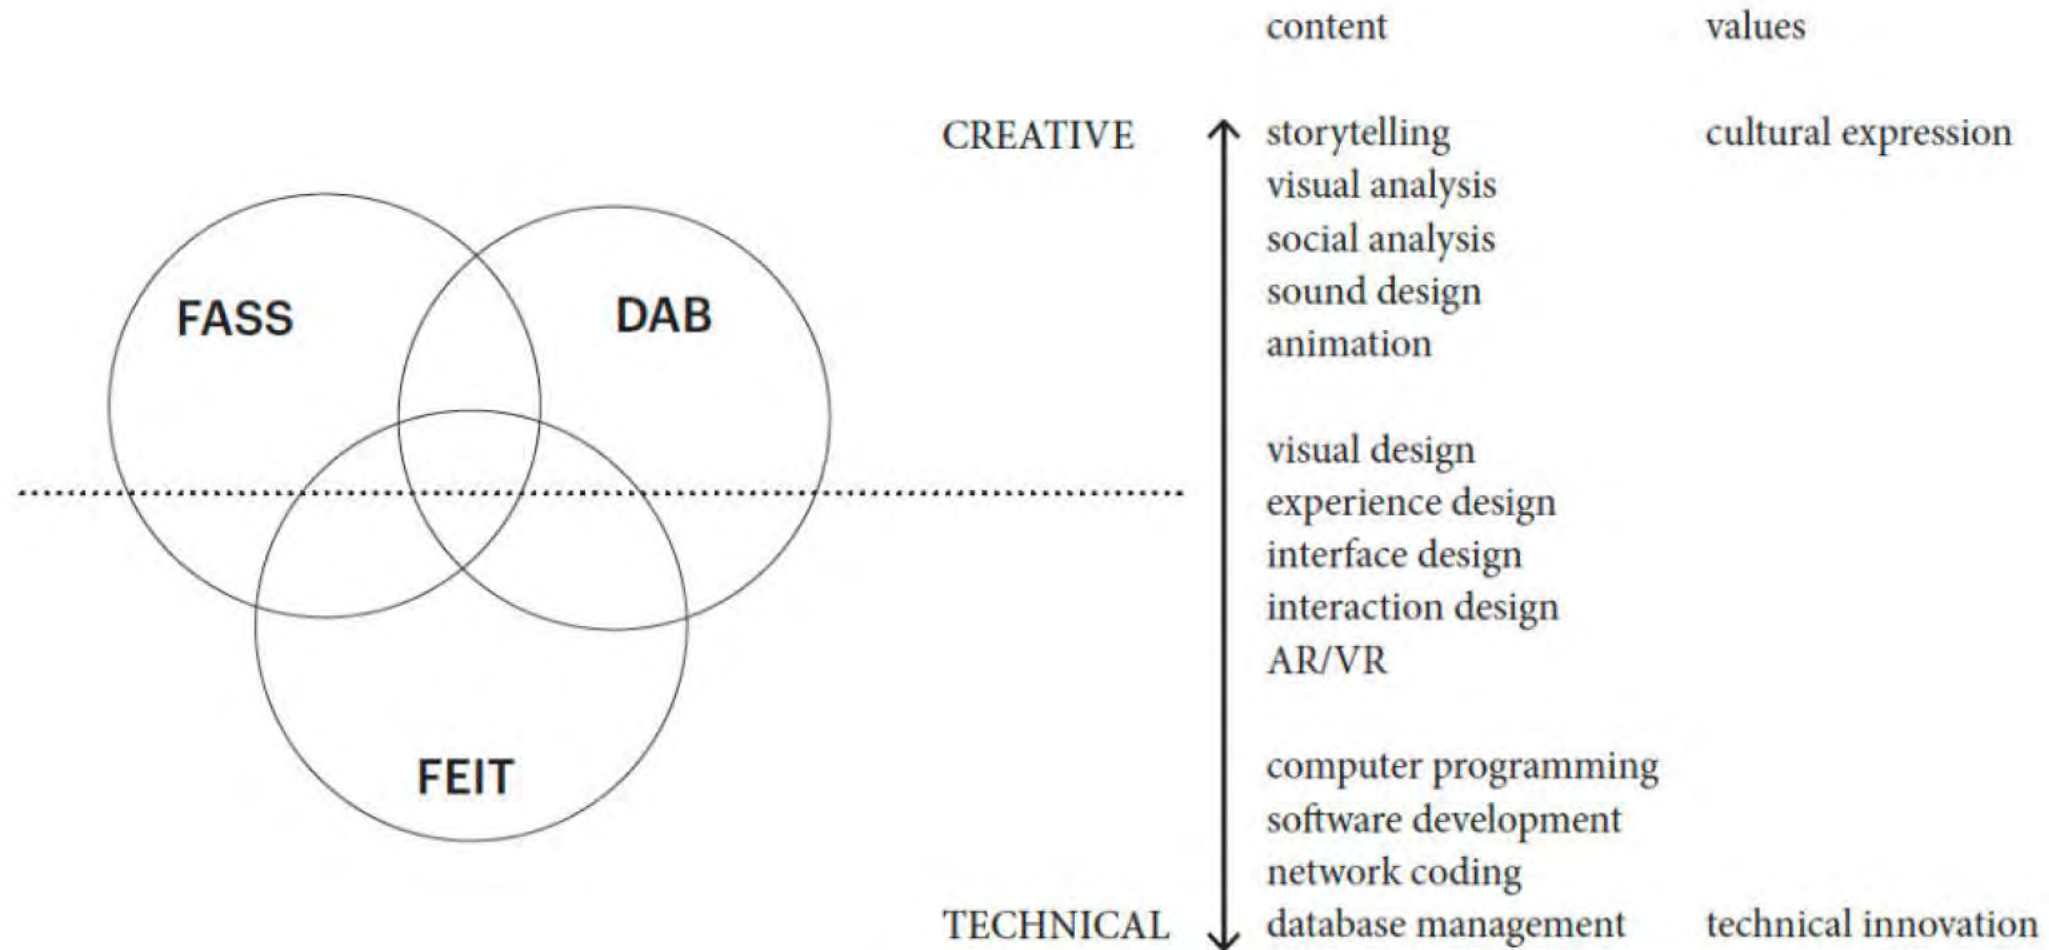 content values
CREATIVE storytelling cultural expression
visual analysis
social analysis
sound design
animation
FASS
DAB
visual design
experience design
interface design
interaction design
AR/VR
FEIT
computer programming
software development
network coding
TECHNICAL database management technical innovation